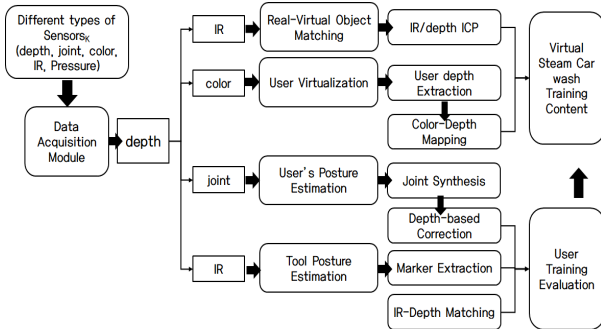 Different types of
SensorsK
(depth, joint, color,
IR, Pressure)
Data
Acquisition
Module
depth
IR
Real-Virtual Object
Matching
IR/depth ICP
color
User Virtualization
User depth
Extraction
Color-Depth
Mapping
Virtual
Steam Car
wash
Training
Content
joint
User's Posture
Estimation
Joint Synthesis
Depth-based
Correction
IR
Tool Posture
Estimation
Marker Extraction
IR-Depth Matching
User
Training
Evaluation